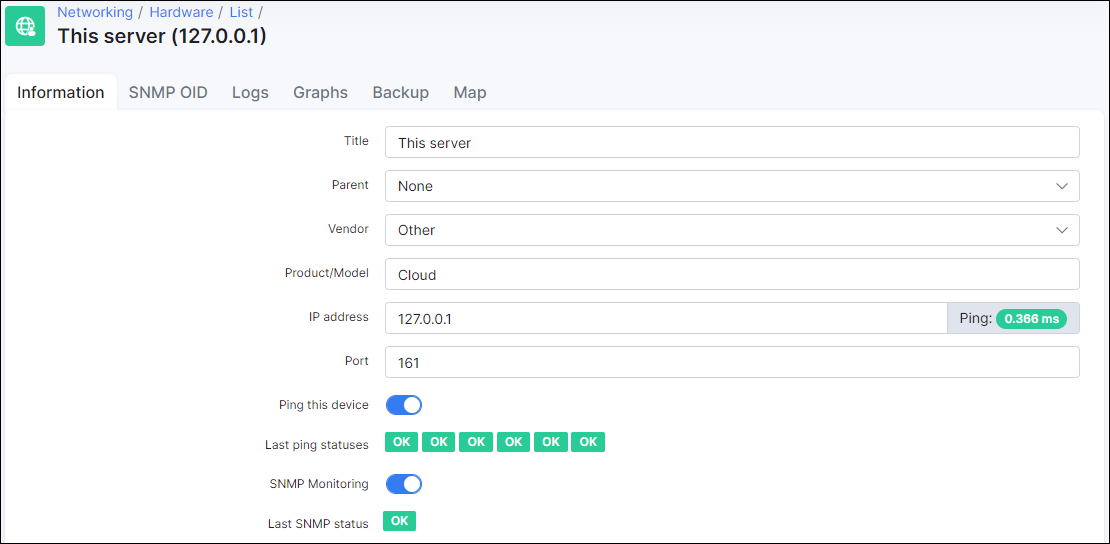 Networking / Hardware / List /
This server (127.0.0.1)
Information SNMP OID Logs Graphs Backup Map
Title This server
Parent None
Vendor Other
Product/Model Cloud
IP address 127.0.0.1 Ping: 0.366 ms
Port 161
Ping this device
Last ping statuses OK OK OK OK OK OK
SNMP Monitoring
Last SNMP status OK